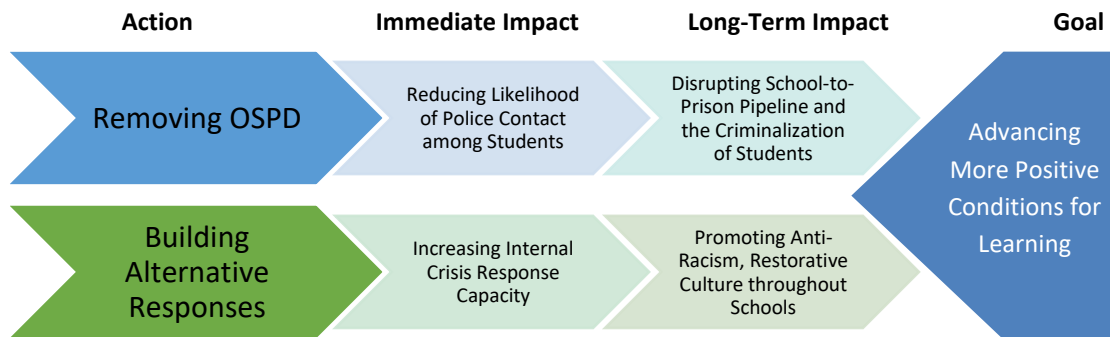 Action
Immediate Impact
Long-Term Impact
Goal
Removing OSPD
Reducing Likelihood
of Police Contact
among Students
Disrupting School-to-
Prison Pipeline and
the Criminalization
of Students
Building
Alternative
Responses
Increasing Internal
Crisis Response
Capacity
Promoting Anti-
Racism, Restorative
Culture throughout
Schools
Advancing
More Positive
Conditions for
Learning